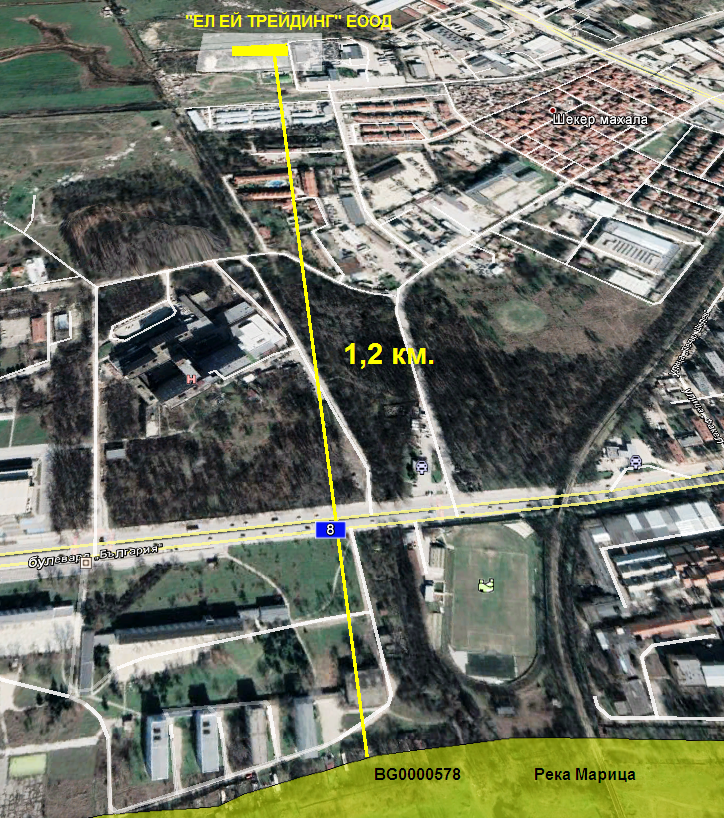 "ЕЛ ЕЙ ТРЕЙДИНГ" ЕООД
Шекер махала
1,2 км.
H
8
булевард „България“
BG0000578 Река Марица